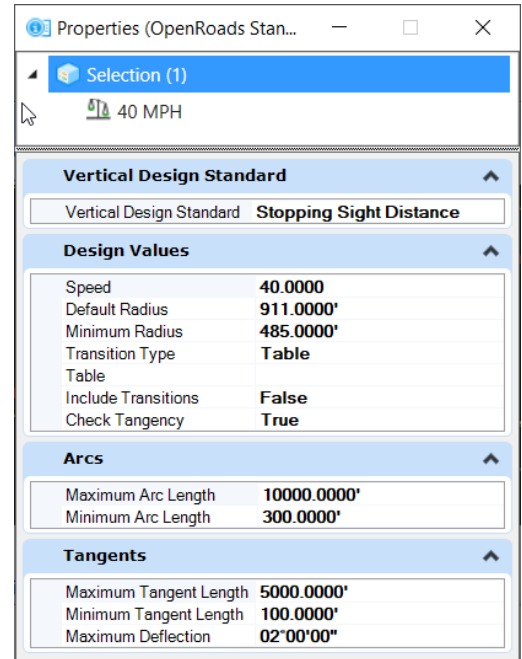 Properties (OpenRoads Stan...
Selection (1)
40 MPH
Vertical Design Standard
Vertical Design Standard Stopping Sight Distance
Design Values
Speed 40.0000
Default Radius 911.0000'
Minimum Radius 485.0000'
Transition Type Table
Table
Include Transitions False
Check Tangency True
Arcs
Maximum Arc Length 10000.0000'
Minimum Arc Length 300.0000'
Tangents
Maximum Tangent Length 5000.0000'
Minimum Tangent Length 100.0000'
Maximum Deflection 02°00'00"